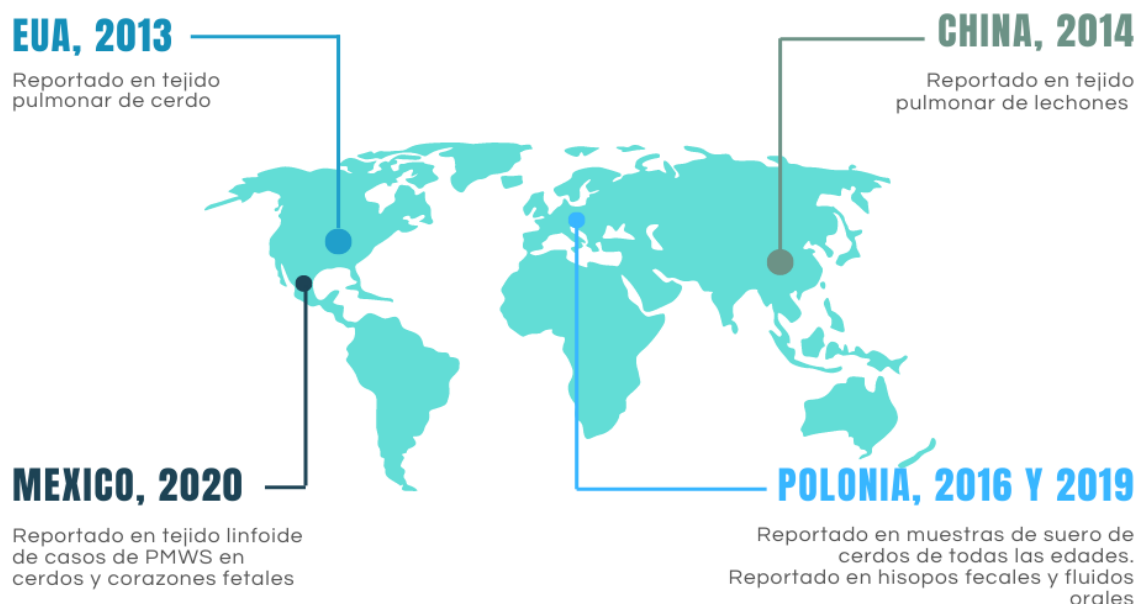 EUA, 2013
Reportado en tejido
pulmonar de cerdo
CHINA, 2014
Reportado en tejido
pulmonar de lechones
MEXICO, 2020
Reportado en tejido linfoide
de casos de PMWS en
cerdos y corazones fetales
POLONIA, 2016 Y 2019
Reportado en muestras de suero de
cerdos de todas las edades.
Reportado en hisopos fecales y fluidos
orales